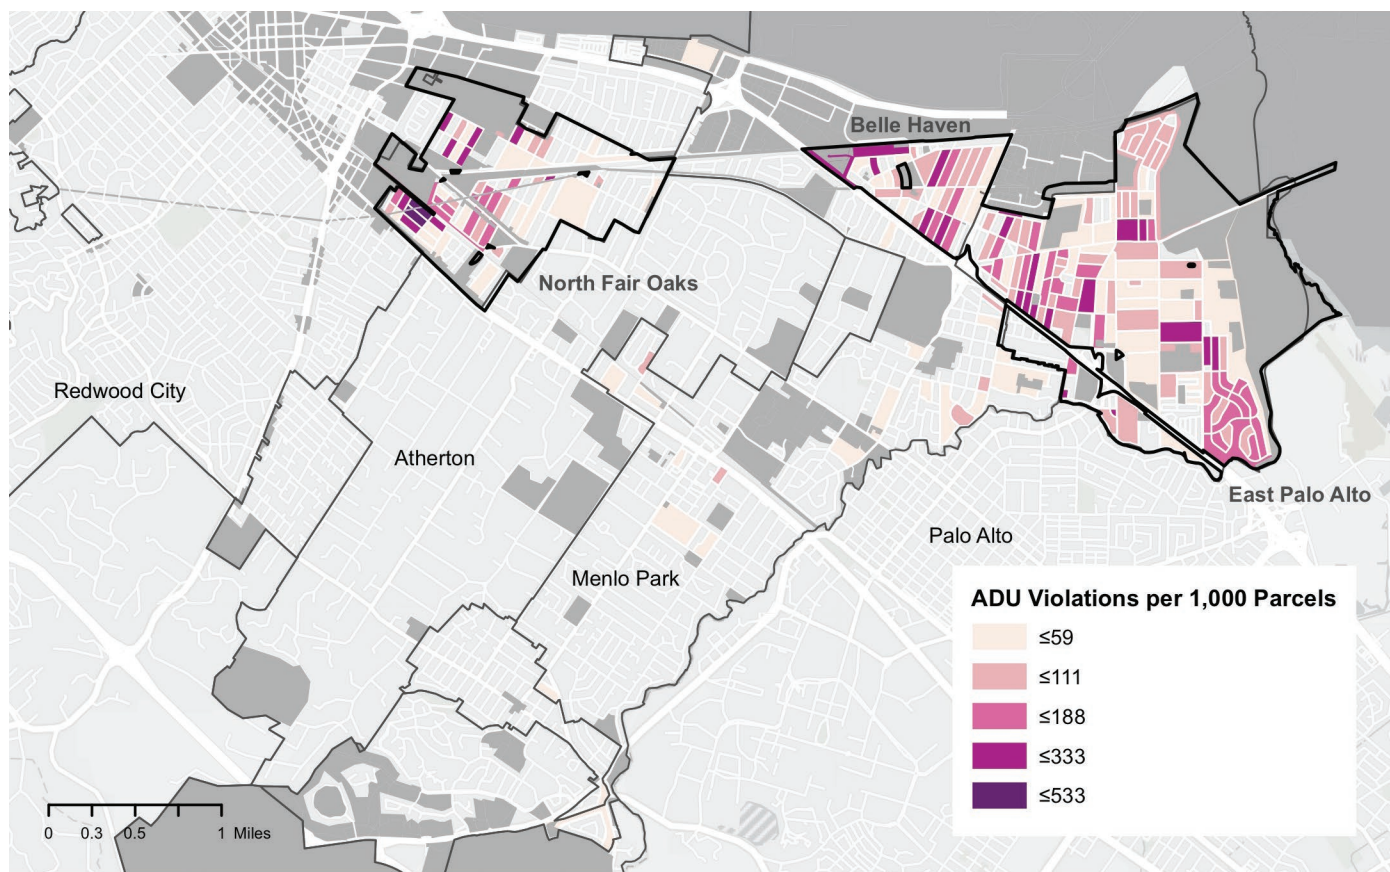 Belle Haven
North Fair Oaks
Redwood City
Atherton
East Palo Alto
Palo Alto
Menlo Park
ADU Violations per 1,000 Parcels
≤59
≤111
≤188
≤333
≤533
0 0.3 0.5 1 Miles